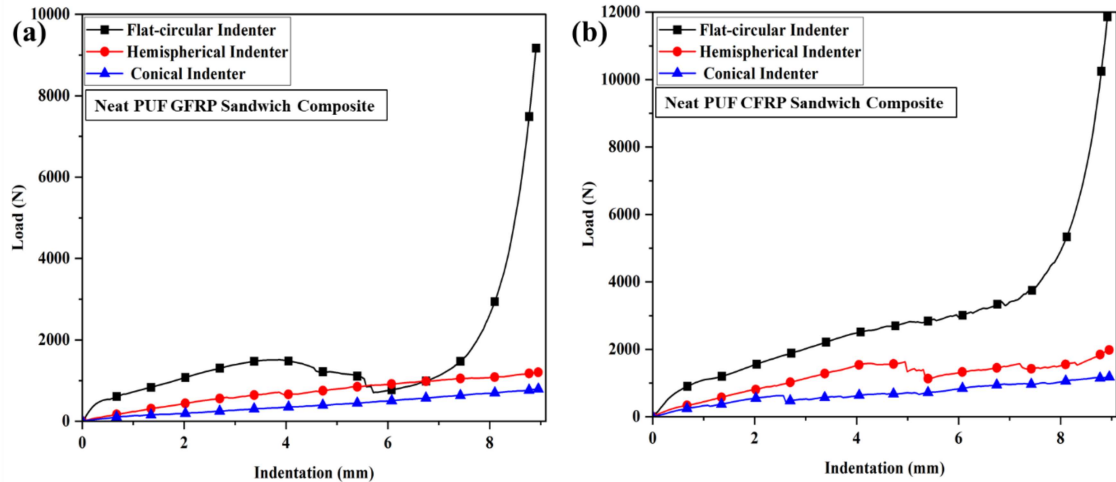 (a)
Flat-circular Indenter
Hemispherical Indenter
Conical Indenter
Neat PUF GFRP Sandwich Composite
Load (N)
10000
8000
6000
4000
2000
0
0 2 4 6 8
Indentation (mm)
(b)
Flat-circular Indenter
Hemispherical Indenter
Conical Indenter
Neat PUF CFRP Sandwich Composite
Load (N)
12000
10000
8000
6000
4000
2000
0
0 2 4 6 8
Indentation (mm)